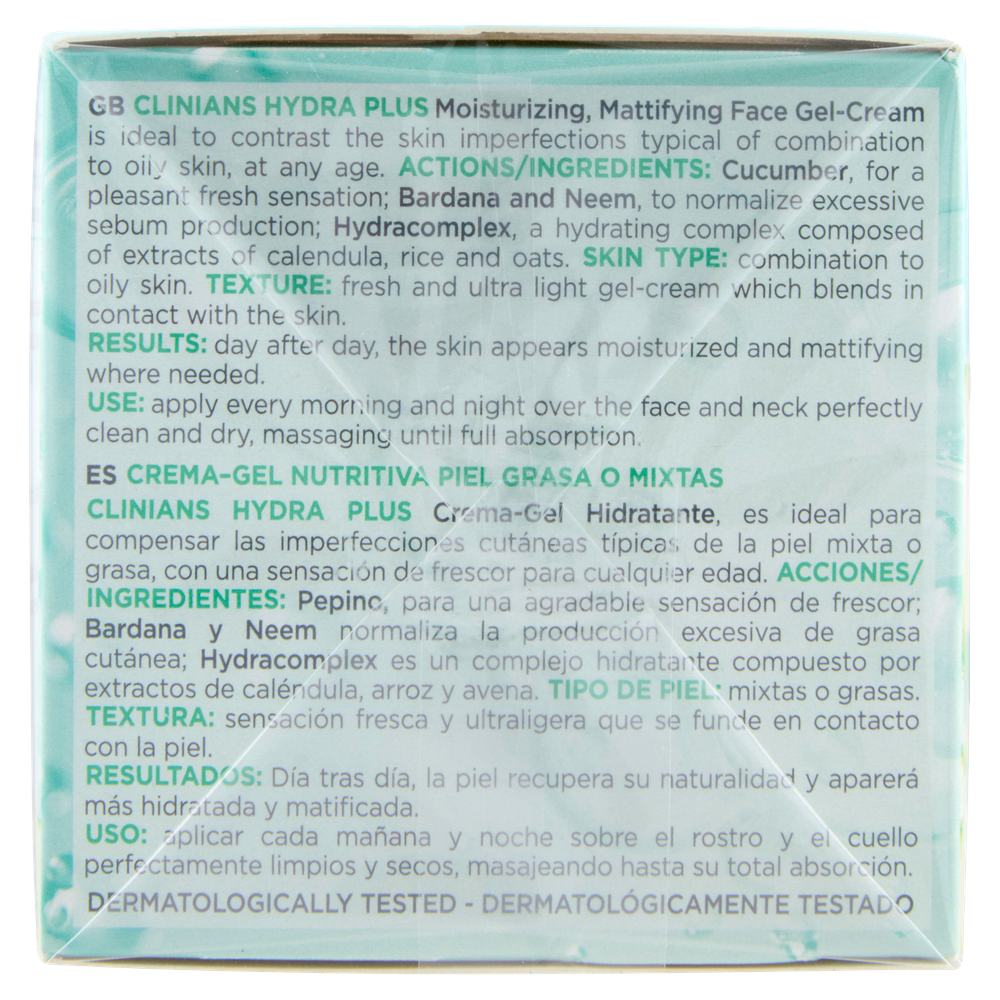 GB CLINIANS HYDRA PLUS Moisturizing, Mattifying Face Gel-Cream
is ideal to contrast the skin imperfections typical of combination
to oily skin, at any age. ACTIONS/INGREDIENTS: Cucumber, for a
pleasant fresh sensation; Bardana and Neem, to normalize excessive
sebum production; Hydracomplex, a hydrating complex composed
of extracts of calendula, rice and oats. SKIN TYPE: combination to
oily skin. TEXTURE: fresh and ultra light gel-cream which blends in
contact with the skin.
RESULTS: day after day, the skin appears moisturized and mattifying
where needed.
USE: apply every morning and night over the face and neck perfectly
clean and dry, massaging until full absorption.
ES CREMA-GEL NUTRITIVA PIEL GRASA O MIXTAS
CLINIANS HYDRA PLUS Crema-Gel Hidratante, es ideal para
compensar las imperfecciones cutáneas típicas de la piel mixta o
grasa, con una sensación de frescor para cualquier edad. ACCIONES/
INGREDIENTES: Pepino, para una agradable sensación de frescor;
Bardana y Neem normaliza la producción excesiva de grasa
cutánea; Hydracomplex es un complejo hidratante compuesto por
extractos de caléndula, arroz y avena. TIPO DE PIEL: mixtas o grasas.
TEXTURA: sensación fresca y ultraligera que se funde en contacto
con la piel.
RESULTADOS: Día tras día, la piel recupera su naturalidad y aparerá
más hidratada y matificada.
USO: aplicar cada mañana y noche sobre el rostro y el cuello
perfectamente limpios y secos, masajeando hasta su total absorción.
DERMATOLOGICALLY TESTED - DERMATOLÓGICAMENTE TESTADO